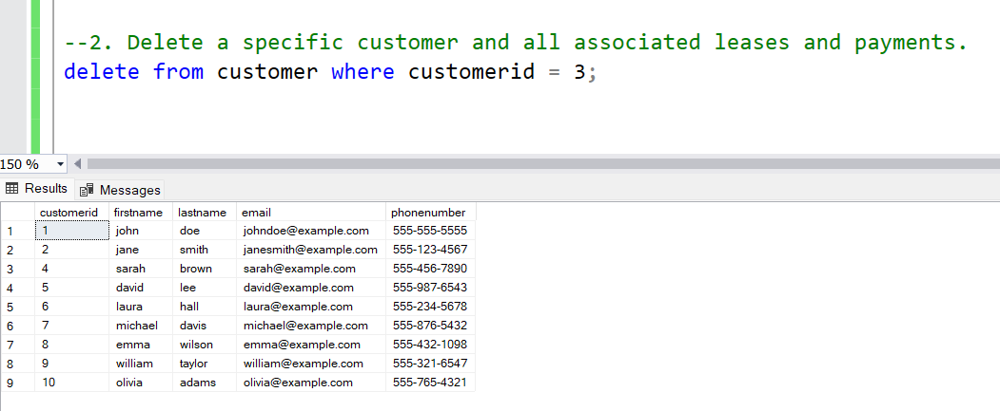 --2. Delete a specific customer and all associated leases and payments.
delete from customer where customerid = 3;
150 %
Results Messages
customerid firstname lastname email phonenumber
1 1 john doe johndoe@example.com 555-555-5555
2 2 jane smith janesmith@example.com 555-123-4567
3 4 sarah brown sarah@example.com 555-456-7890
4 5 david lee david@example.com 555-987-6543
5 6 laura hall laura@example.com 555-234-5678
6 7 michael davis michael@example.com 555-876-5432
7 8 emma wilson emma@example.com 555-432-1098
8 9 william taylor william@example.com 555-321-6547
9 10 olivia adams olivia@example.com 555-765-4321